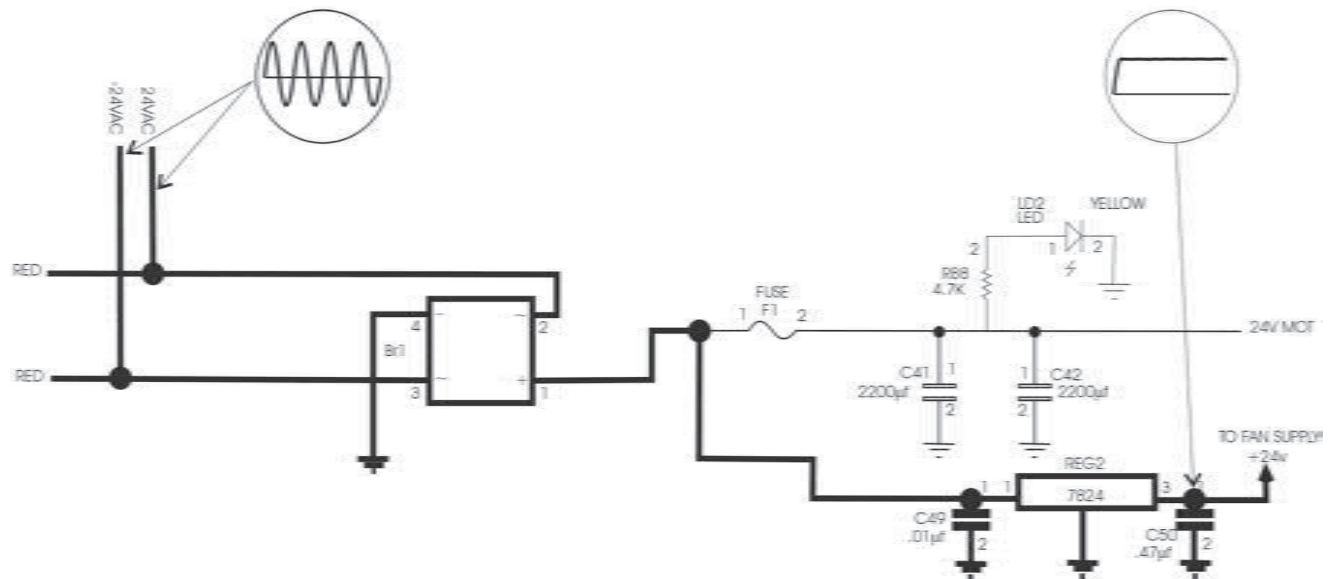 -24VAC
24VAC
LD2
LED
YELLOW
1
2
2
R88
4.7K
RED
FUSE
F1
1
2
4
2
Br1
24V MOT
RED
3
+
1
C41
2200µf
1
2
1
2
C42
2200µf
TO FAN SUPPLY
+24v
REG2
1
1
7824
3
C49
.01µf
2
C50
.47µf
2